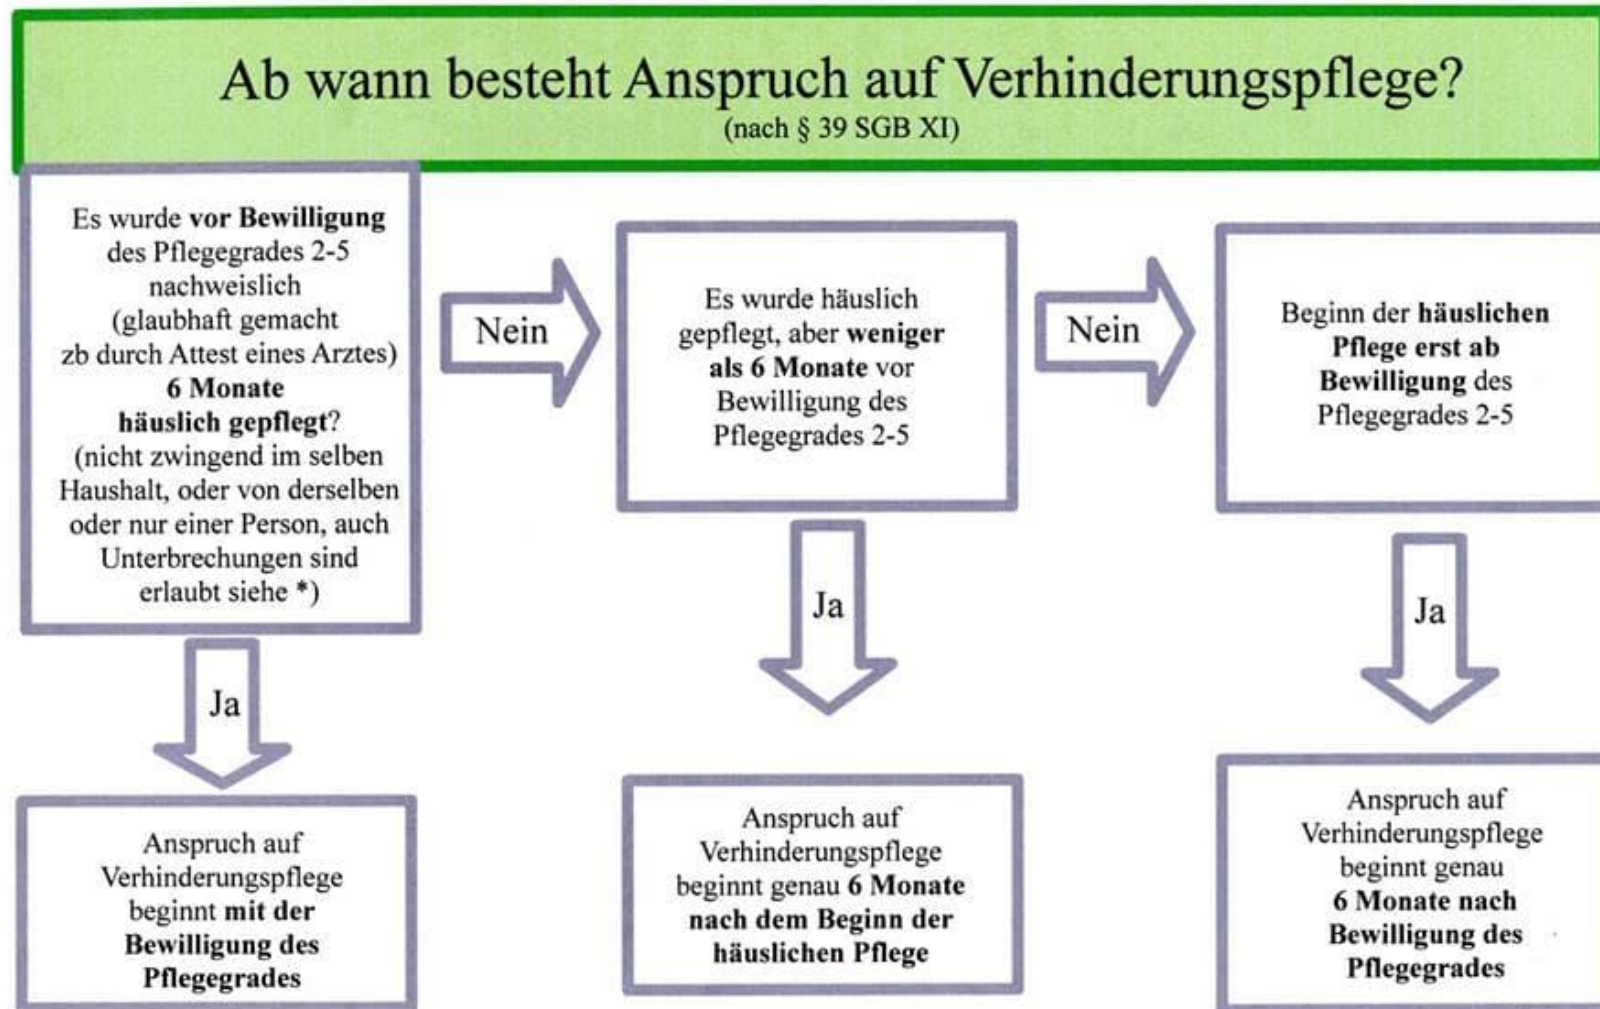 Ab wann besteht Anspruch auf Verhinderungspflege?
(nach § 39 SGB XI)
Es wurde vor Bewilligung
des Pflegegrades 2-5
nachweislich
(glaubhaft gemacht
zb durch Attest eines Arztes)
6 Monate
häuslich gepflegt?
(nicht zwingend im selben
Haushalt, oder von derselben
oder nur einer Person, auch
Unterbrechungen sind
erlaubt siehe *)
Nein
Es wurde häuslich
gepflegt, aber weniger
als 6 Monate vor
Bewilligung des
Pflegegrades 2-5
Nein
Beginn der häuslichen
Pflege erst ab
Bewilligung des
Pflegegrades 2-5
Ja
Ja
Ja
Anspruch auf
Verhinderungspflege
beginnt mit der
Bewilligung des
Pflegegrades
Anspruch auf
Verhinderungspflege
beginnt genau 6 Monate
nach dem Beginn der
häuslichen Pflege
Anspruch auf
Verhinderungspflege
beginnt genau
6 Monate nach
Bewilligung des
Pflegegrades